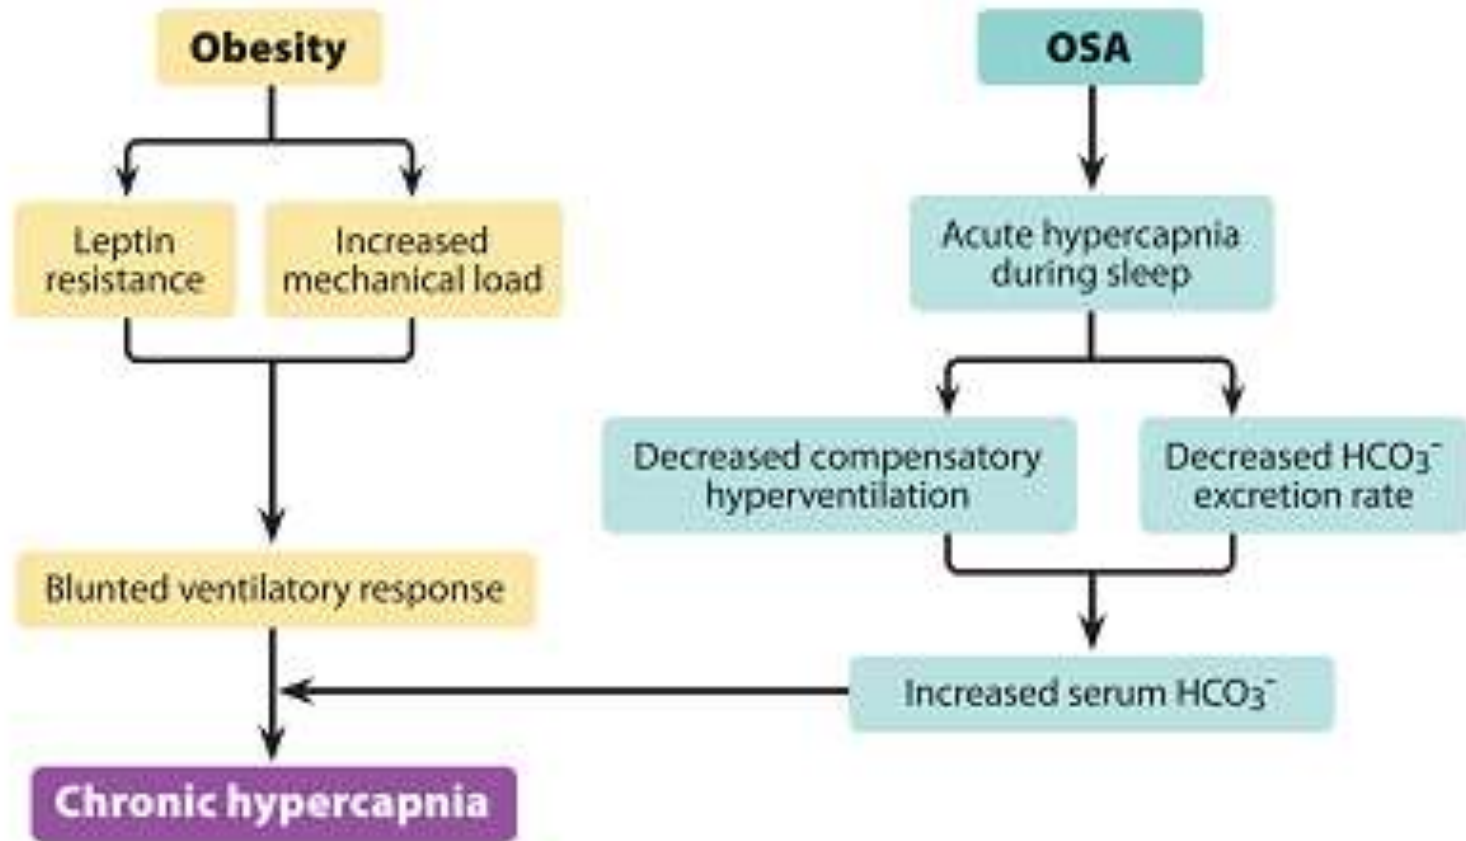 Obesity
OSA
Leptin
resistance
Increased
mechanical load
Acute hypercapnia
during sleep
Decreased compensatory
hyperventilation
Decreased HCO₃⁻
excretion rate
Blunted ventilatory response
Increased serum HCO₃⁻
Chronic hypercapnia